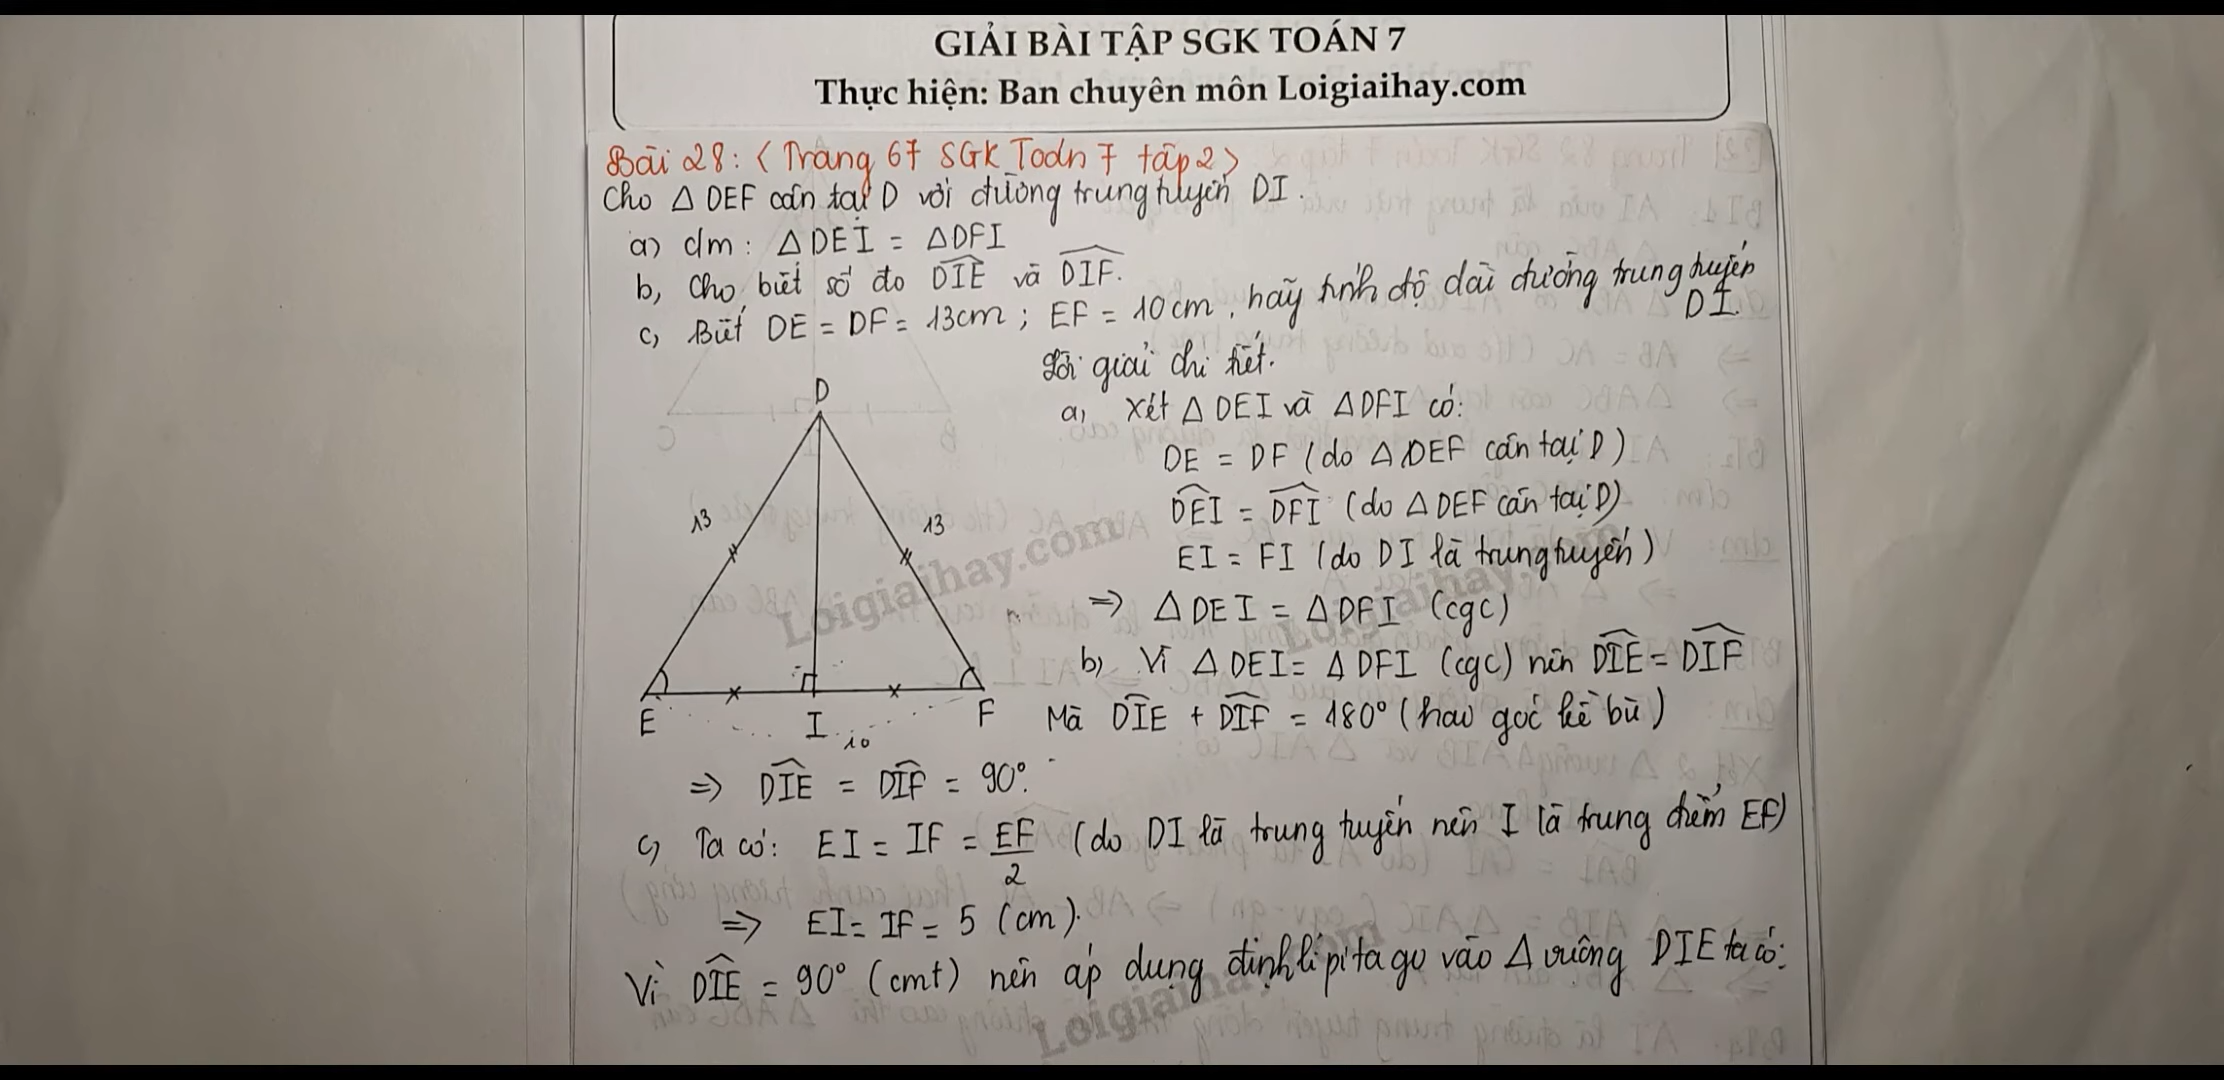 GIẢI BÀI TẬP SGK TOÁN 7
Thực hiện: Ban chuyên môn Loigiaihay.com
Bài 28: (Trang 67 SGK Toán 7 tập 2)
Cho △ DEF cân tại D với đường trung tuyến DI.
a) c/m: △DEI = △DFI
b, Cho biết số đo DIE và DIF.
c, Biết DE = DF = 13cm; EF = 10cm, hãy tính độ dài đường trung tuyến
DI.
Lời giải chi tiết.
D
13
13
E
I
F
10
a, Xét △ DEI và △DFI có:
DE = DF (do △DEF cân tại D)
DEI = DFI (do △DEF cân tại D)
EI = FI (do DI là trung tuyến)
=> △DEI = △DFI (cgc)
b, Vì △DEI = △DFI (cgc) nên DIE = DIF
Mà DIE + DIF = 180° (hai góc kề bù)
=> DIE = DIF = 90°.
c, Ta có: EI = IF = EF/2 (do DI là trung tuyến nên I là trung điểm EF)
=> EI = IF = 5 (cm).
Vì DIE = 90° (cmt) nên áp dụng định lí pitago vào △ vuông DIE ta có:
Loigiaihay.com
Loigiaihay.com
Loigiaihay.com